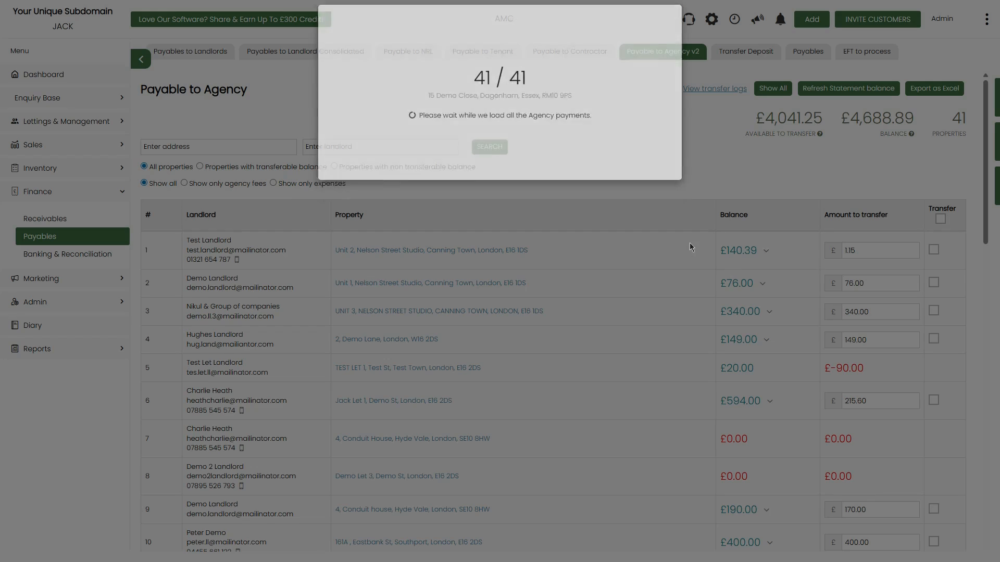 Your Unique Subdomain
JACK
Love Our Software? Share & Earn Up To £300 Credit!
AMC
Add
INVITE CUSTOMERS
Admin
Menu
Dashboard
Enquiry Base
Lettings & Management
Sales
Inventory
Finance
Receivables
Payables
Banking & Reconciliation
Marketing
Admin
Diary
Reports
Payables to Landlords
Payables to Landlord Consolidated
Payable to NRL
Payable to Tenant
Payable to Contractor
Payable to Agency v2
Transfer Deposit
Payables
EFT to process
41 / 41
15 Demo Close, Dagenham, Essex, RM10 9PS
Please wait while we load all the Agency payments.
Payable to Agency
View transfer logs
Show All
Refresh Statement balance
Export as Excel
£4,041.25
AVAILABLE TO TRANSFER
£4,688.89
BALANCE
41
PROPERTIES
Enter address
Enter landlord
SEARCH
All properties
Properties with transferable balance
Properties with non transferable balance
Show all
Show only agency fees
Show only expenses
# Landlord Property Balance Amount to transfer Transfer
1
Test Landlord
test.landlord@mailinator.com
01321 654 787
Unit 2, Nelson Street Studio, Canning Town, London, E16 1DS
£140.39
£ 1.15
2
Demo Landlord
demo.landlord@mailinator.com
Unit 1, Nelson Street Studio, Canning Town, London, E16 1DS
£76.00
£ 76.00
3
Nikul & Group of companies
demo.ll.3@mailinator.com
UNIT 3, NELSON STREET STUDIO, CANNING TOWN, LONDON, E16 1DS
£340.00
£ 340.00
4
Hughes Landlord
hug.land@mailiantor.com
2, Demo Lane, London, W16 2DS
£149.00
£ 149.00
5
Test Let Landlord
tes.let.ll@mailinator.com
TEST LET 1, Test St, Test Town, London, E16 2DS
£20.00
£-90.00
6
Charlie Heath
heathcharlie@mailinator.com
07885 545 574
Jack Let 1, Demo St, London, E16 2DS
£594.00
£ 215.60
7
Charlie Heath
heathcharlie@mailinator.com
07885 545 574
4, Conduit House, Hyde Vale, London, SE10 8HW
£0.00
£0.00
8
Demo 2 Landlord
demo2landlord@mailinator.com
07895 526 793
Demo Let 3, Demo St, London, E16 2DS
£0.00
£0.00
9
Demo Landlord
demo.landlord@mailinator.com
4, Conduit house, Hyde Vale, London, SE10 8HW
£190.00
£ 170.00
10
Peter Demo
peter.ll@mailinator.com
161A , Eastbank St, Southport, London, E16 2DS
£400.00
£ 400.00